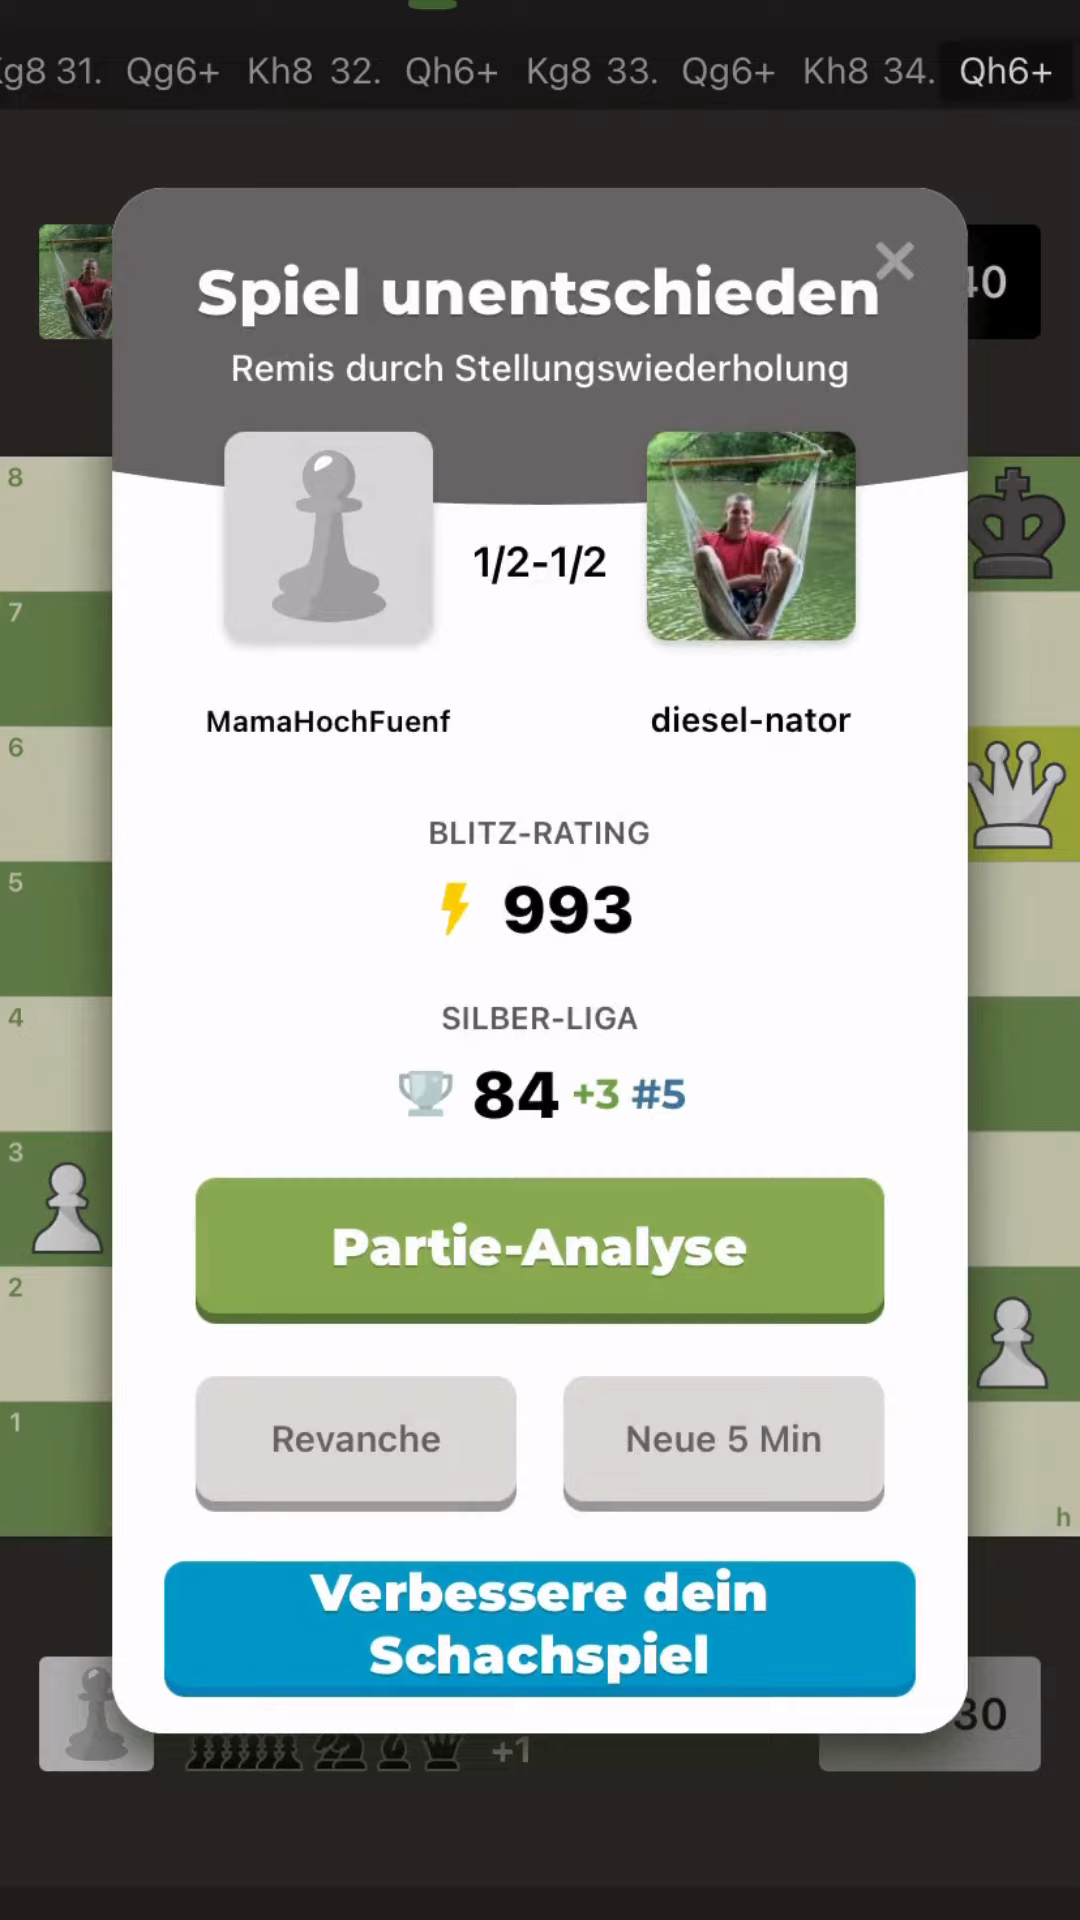 Kg8 31. Qg6+ Kh8 32. Qh6+ Kg8 33. Qg6+ Kh8 34. Qh6+
Spiel unentschieden
40
Remis durch Stellungswiederholung
8
1/2-1/2
7
MamaHochFuenf diesel-nator
6
BLITZ-RATING
5
993
4
SILBER-LIGA
84 +3 #5
3
Partie-Analyse
2
1
Revanche Neue 5 Min
h
Verbessere dein
Schachspiel
30
+1